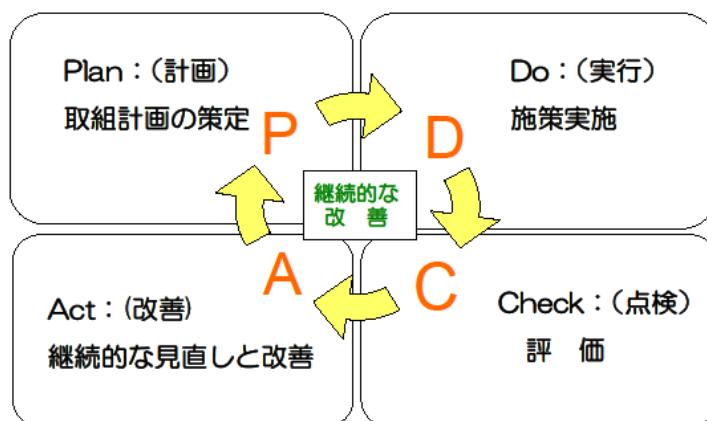 Plan：(計画)
取組計画の策定
P
Do：(実行)
施策実施
D
継続的な
改　善
A
Act：(改善)
継続的な見直しと改善
C
Check：(点検)
評　価